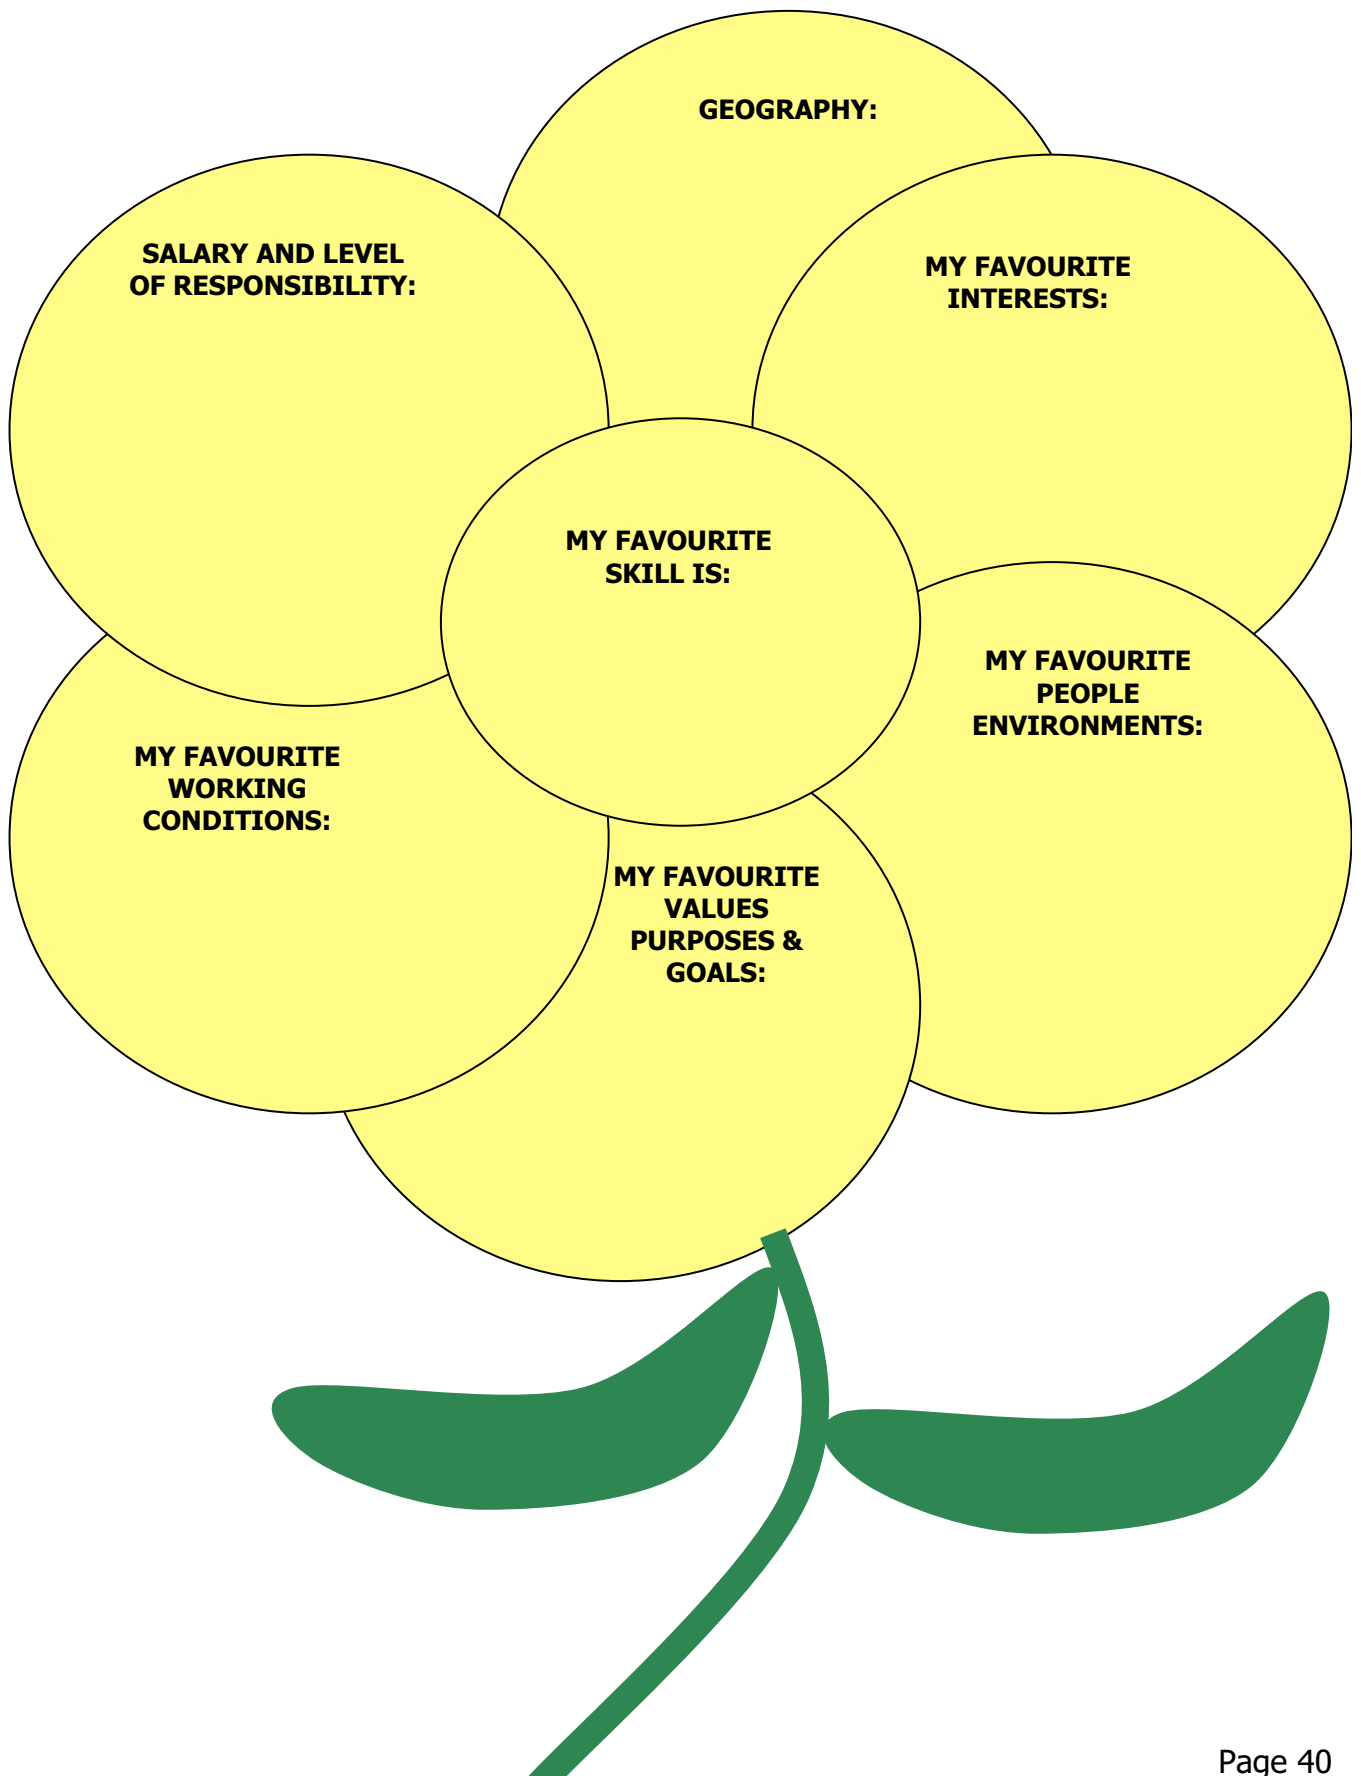 GEOGRAPHY:
SALARY AND LEVEL
OF RESPONSIBILITY:
MY FAVOURITE
INTERESTS:
MY FAVOURITE
SKILL IS:
MY FAVOURITE
PEOPLE
ENVIRONMENTS:
MY FAVOURITE
WORKING
CONDITIONS:
MY FAVOURITE
VALUES
PURPOSES &
GOALS:
Page 40